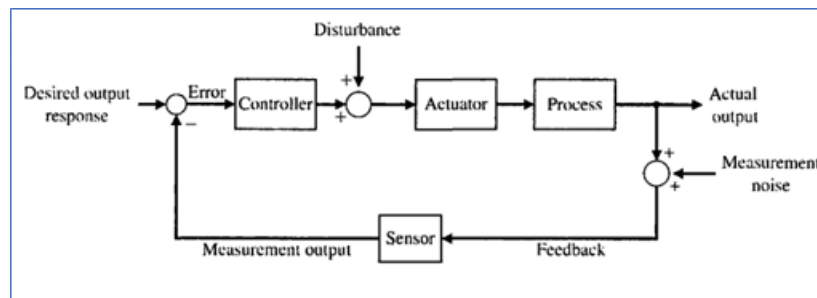 Disturbance
Desired output
response
Error
Controller
Actuator
Process
Actual
output
+
+
−
+
+
Measurement
noise
Sensor
Measurement output
Feedback